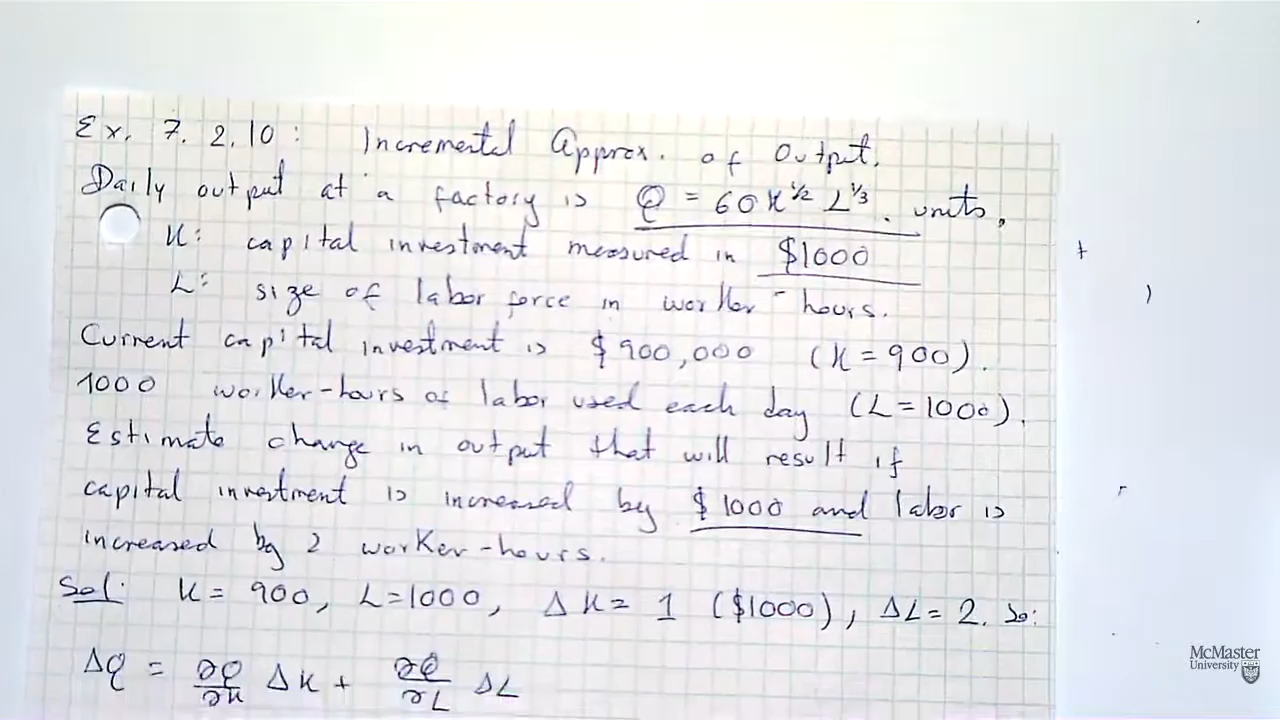 Ex. 7.2.10: Incremental Approx. of Output.
Daily output at a factory is Q = 60K^1/2 L^1/3. units,
K: capital investment measured in $1000
L: size of labor force in worker-hours.
Current capital investment is $900,000 (K=900).
1000 worker-hours of labor used each day (L=1000).
Estimate change in output that will result if
capital investment is increased by $1000 and labor is
increased by 2 worker-hours.
Sol: K=900, L=1000, ΔK=1 ($1000), ΔL=2. So:
ΔQ = ∂Q/∂K ΔK + ∂Q/∂L ΔL
McMaster
University